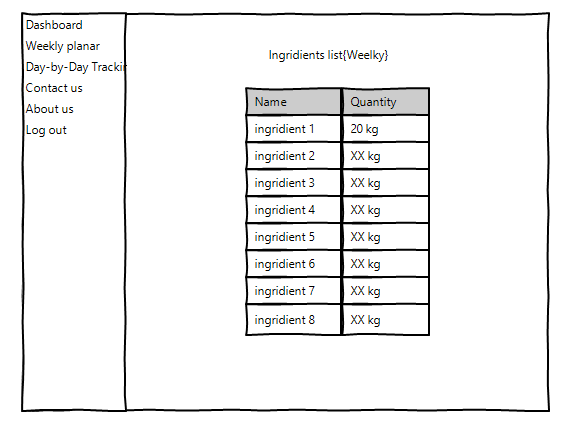 Dashboard
Weekly planar
Day-by-Day Trackin
Contact us
About us
Log out
Ingridients list{Weelky}
Name Quantity
ingridient 1 20 kg
ingridient 2 XX kg
ingridient 3 XX kg
ingridient 4 XX kg
ingridient 5 XX kg
ingridient 6 XX kg
ingridient 7 XX kg
ingridient 8 XX kg